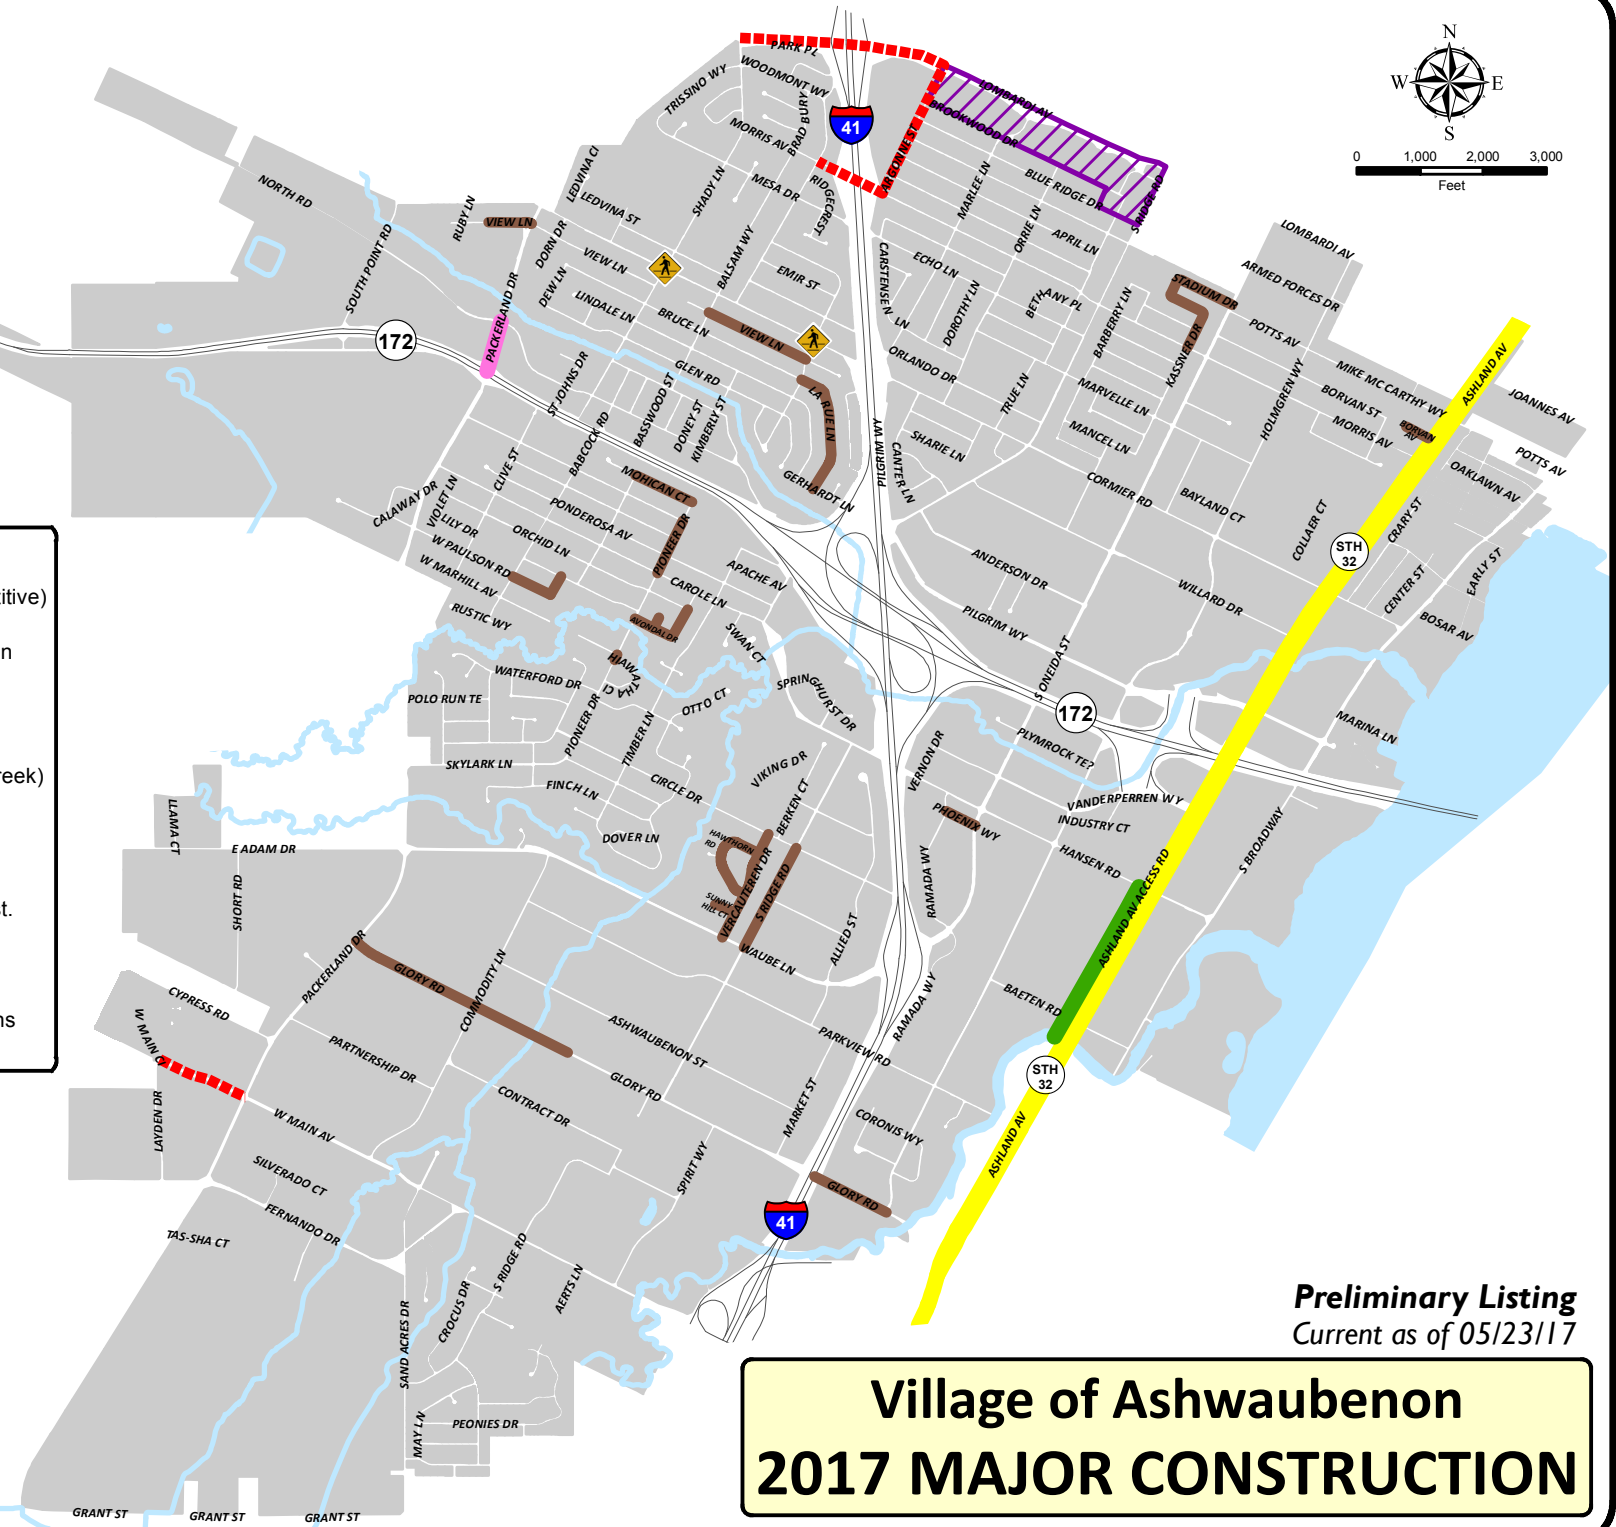 N
W E
S
0 1,000 2,000 3,000
Feet
PARK PL
WOODMONT WY
TRISSINO WY
BRAD BURY
MORRIS AV
41
ARGONNE ST
LOMBARDI AV
BROOKWOOD DR
MARLEE LN
BLUE RIDGE DR
S RIDGE RD
ORRIE LN
APRIL LN
NORTH RD
RUBY LN
VIEW LN
LEDVINA CI
LEDVINA ST
SHADY LN
MESA DR
RIDGECREST
DORN DR
SOUTH POINT RD
VIEW LN
BALSAM WY
EMIR ST
CARSTENSEN LN
ECHO LN
DOROTHY LN
BETHANY PL
BARBERRY LN
LOMBARDI AV
ARMED FORCES DR
STADIUM DR
KASSNER DR
POTTS AV
DEW LN
LINDALE LN
BRUCE LN
VIEW LN
PACKERLAND DR
172
ST JOHNS DR
GLEN RD
LA RUE LN
ORLANDO DR
TRUE LN
MARVELLE LN
HOLMGREN WY
MIKE MC CARTHY WY
BORVAN ST
MORRIS AV
BORVAN
AV
ASHLAND AV
JOANNES AV
POTTS AV
OAKLAWN AV
BABCOCK RD
BASSWOOD ST
DONEY ST
KIMBERLY ST
PILGRIM WY
CANTER LN
SHARIE LN
MANCEL LN
GERHARDT LN
CORMIER RD
BAYLAND CT
COLLAER CT
CRARY ST
STH
32
EARLY ST
CENTER ST
BOSAR AV
CLIVE ST
MOHICAN CT
CALAWAY DR
VIOLET LN
LILY DR
PONDEROSA AV
ORCHID LN
W PAULSON RD
W MARHILL AV
RUSTIC WY
PIONEER DR
APACHE AV
CAROLE LN
AVONDAL DR
SWAN CT
ANDERSON DR
WILLARD DR
PILGRIM WY
S ONEIDA ST
HIAWATHA CI
WATERFORD DR
POLO RUN TE
OTTO CT
SPRINGHURST DR
172
MARINA LN
PIONEER DR
TIMBER LN
SKYLARK LN
FINCH LN
CIRCLE DR
VIKING DR
BERKEN CT
VERNON DR
PLYMROCK TE?
VANDERPERREN WY
INDUSTRY CT
PHOENIX WY
HANSEN RD
S BROADWAY
DOVER LN
LLAMA CT
E ADAM DR
SHORT RD
HAWTHORN
RD
SUNNY
HILL CT
VERCAUTEREN DR
S RIDGE RD
RAMADA WY
ALLIED ST
WAUBE LN
ASHLAND AV ACCESS RD
BAETEN RD
PACKERLAND DR
GLORY RD
COMMODITY LN
CYPRESS RD
W MAIN
PARTNERSHIP DR
ASHWAUBENON ST
PARKVIEW RD
RAMADA WY
STH
32
LAYDEN DR
W MAIN AV
CONTRACT DR
GLORY RD
MARKET ST
CORONIS WY
ASHLAND AV
SILVERADO CT
FERNANDO DR
SPIRIT WY
GLORY RD
41
TAS-SHA CT
S RIDGE RD
AERTS LN
CROCUS DR
SAND ACRES DR
MAY LN
PEONIES DR
GRANT ST
GRANT ST
GRANT ST
itive)
n
reek)
t.
ns
Preliminary Listing
Current as of 05/23/17
Village of Ashwaubenon
2017 MAJOR CONSTRUCTION